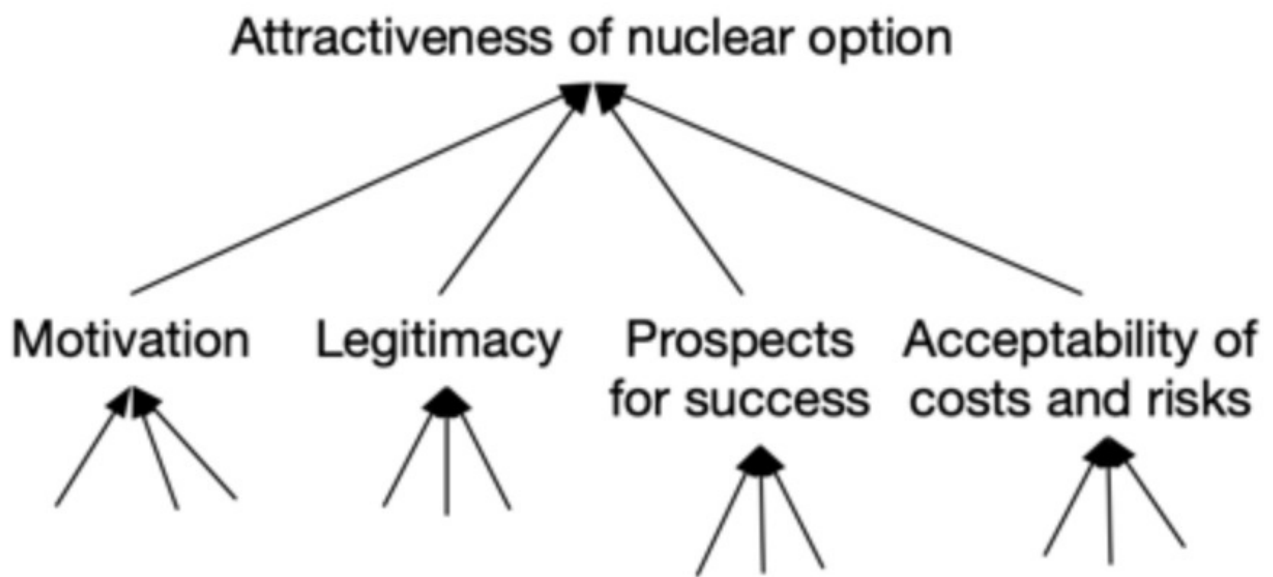 Attractiveness of nuclear option
Motivation
Legitimacy
Prospects
for success
Acceptability of
costs and risks